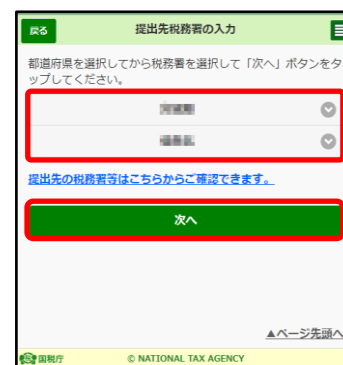 戻る
提出先税務署の入力
都道府県を選択してから税務署を選択して「次へ」ボタンをタ
ップしてください。
提出先の税務署等はこちらからご確認できます。
次へ
▲ページ先頭へ
国税庁
© NATIONAL TAX AGENCY